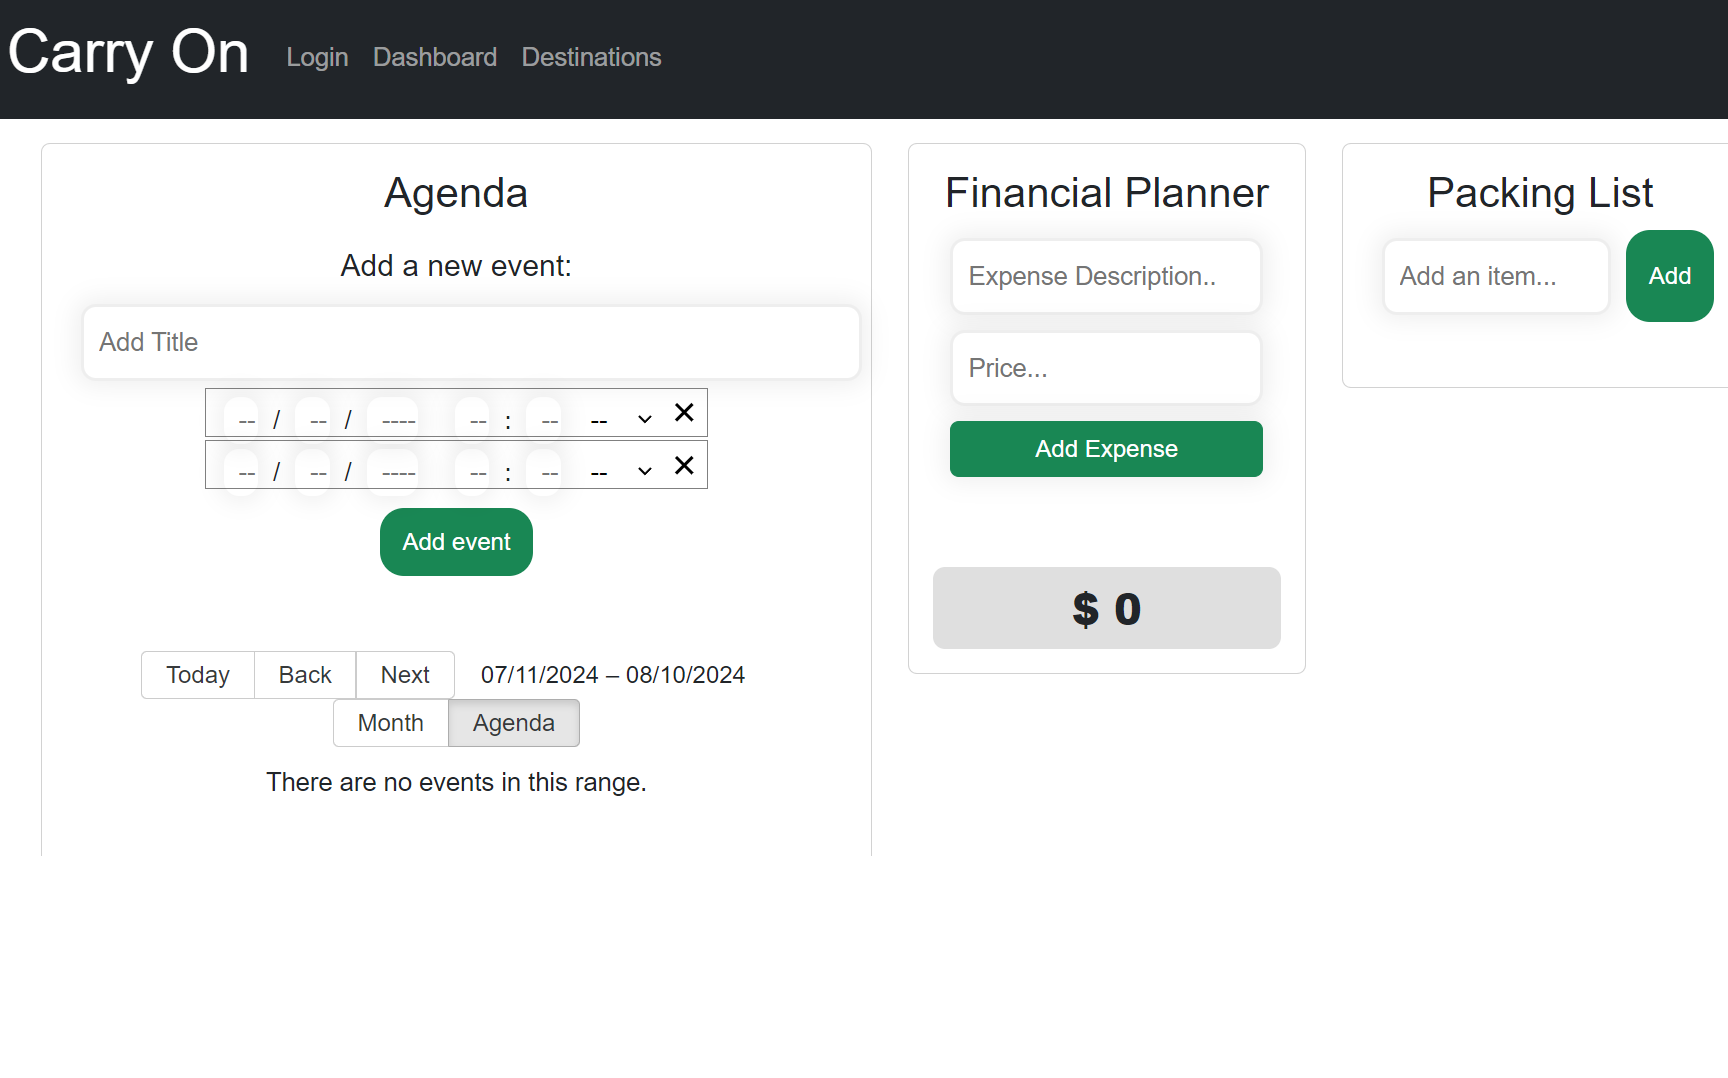 Carry On Login Dashboard Destinations
Agenda
Add a new event:
Add Title
-- / -- / ---- -- : -- --
-- / -- / ---- -- : -- --
Add event
Today Back Next 07/11/2024 – 08/10/2024
Month Agenda
There are no events in this range.
Financial Planner
Expense Description..
Price...
Add Expense
$ 0
Packing List
Add an item... Add